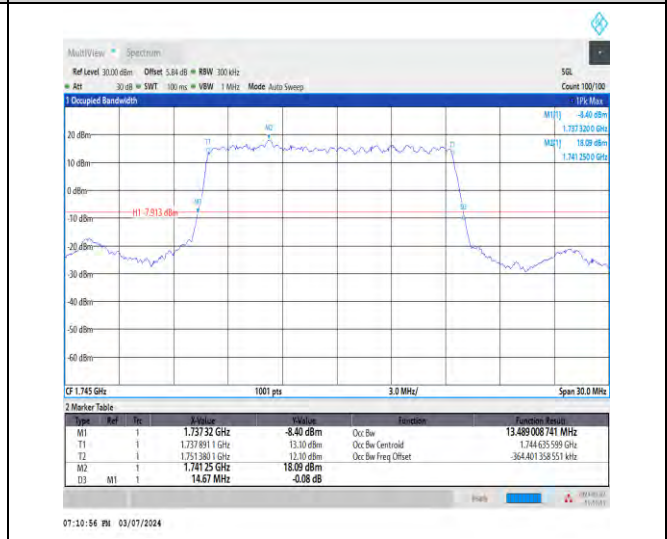 MultiView Spectrum
Ref Level 30.00 dBm Offset 5.84 dB RBW 300 kHz SGL
Att 30 dB SWT 100 ms VBW 1 MHz Mode Auto Sweep Count 100/100
1 Occupied Bandwidth 1Pk Max
M1[1] -8.40 dBm
1.737 320 0 GHz
M2[1] 18.09 dBm
1.741 250 0 GHz
20 dBm
10 dBm
0 dBm
H1 -7.913 dBm
-10 dBm
-20 dBm
-30 dBm
-40 dBm
-50 dBm
-60 dBm
T1
M2
M1
CF 1.745 GHz 1001 pts 3.0 MHz/ Span 30.0 MHz
2 Marker Table
Type Ref Trc X-Value Y-Value Function Function Result
M1 1 1.737 32 GHz -8.40 dBm Occ Bw 13.489 008 741 MHz
T1 1 1.737 891 1 GHz 13.10 dBm Occ Bw Centroid 1.744 635 599 GHz
T2 1 1.751 380 1 GHz 12.10 dBm Occ Bw Freq Offset -364.401 358 551 kHz
M2 1 1.741 25 GHz 18.09 dBm
D3 M1 1 14.67 MHz -0.08 dB
07:10:56 PM 03/07/2024